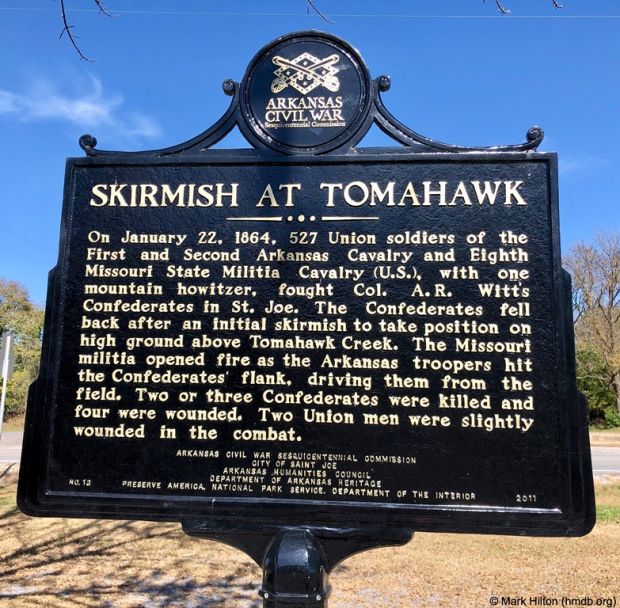 ARKANSAS
CIVIL WAR
Sesquicentennial Commission
SKIRMISH AT TOMAHAWK
On January 22, 1864, 527 Union soldiers of the
First and Second Arkansas Cavalry and Eighth
Missouri State Militia Cavalry (U.S.), with one
mountain howitzer, fought Col. A.R. Witt's
Confederates in St. Joe. The Confederates fell
back after an initial skirmish to take position on
high ground above Tomahawk Creek. The Missouri
militia opened fire as the Arkansas troopers hit
the Confederates' flank, driving them from the
field. Two or three Confederates were killed and
four were wounded. Two Union men were slightly
wounded in the combat.
ARKANSAS CIVIL WAR SESQUICENTENNIAL COMMISSION
CITY OF SAINT JOE
ARKANSAS HUMANITIES COUNCIL
DEPARTMENT OF ARKANSAS HERITAGE
NO. 13 PRESERVE AMERICA, NATIONAL PARK SERVICE, DEPARTMENT OF THE INTERIOR 2011
© Mark Hilton (hmdb.org)